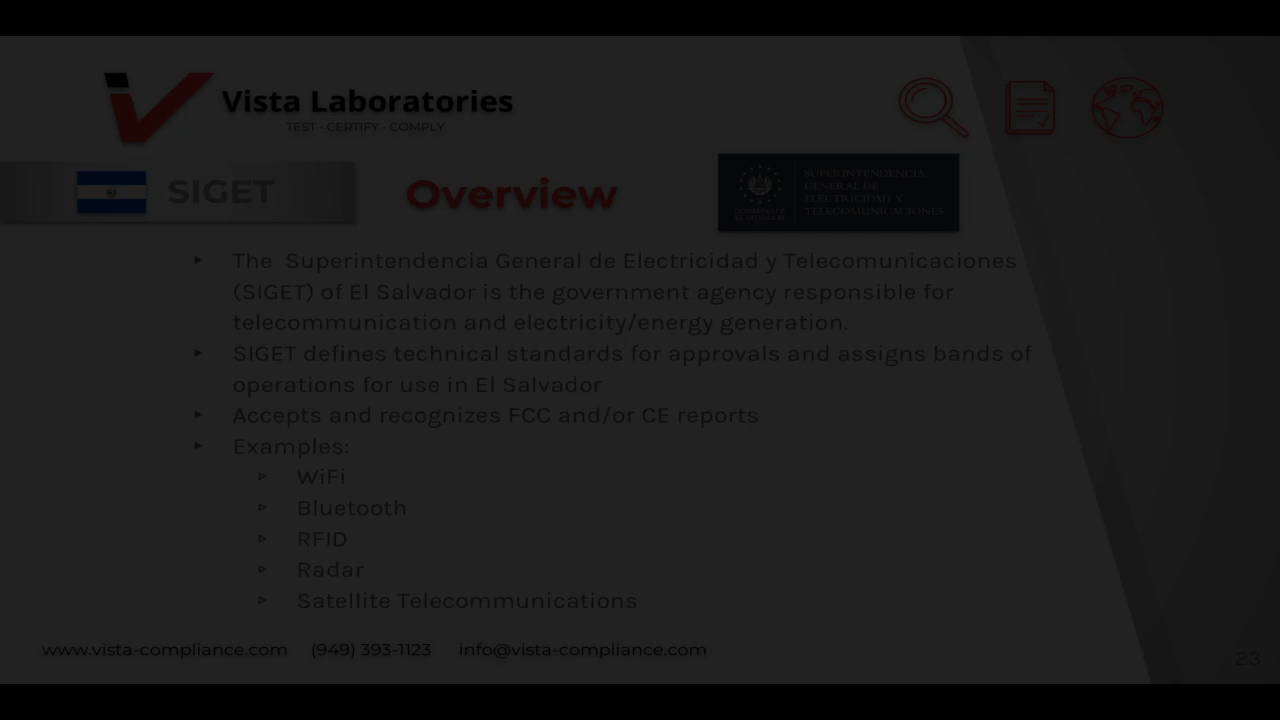 Vista Laboratories
TEST - CERTIFY - COMPLY
SIGET
Overview
SUPERINTENDENCIA
GENERAL DE
ELECTRICIDAD Y
TELECOMUNICACIONES
GOBIERNO DE
EL SALVADOR
The  Superintendencia General de Electricidad y Telecomunicaciones
(SIGET) of El Salvador is the government agency responsible for
telecommunication and electricity/energy generation.
SIGET defines technical standards for approvals and assigns bands of
operations for use in El Salvador
Accepts and recognizes FCC and/or CE reports
Examples:
WiFi
Bluetooth
RFID
Radar
Satellite Telecommunications
www.vista-compliance.com (949) 393-1123 info@vista-compliance.com
23